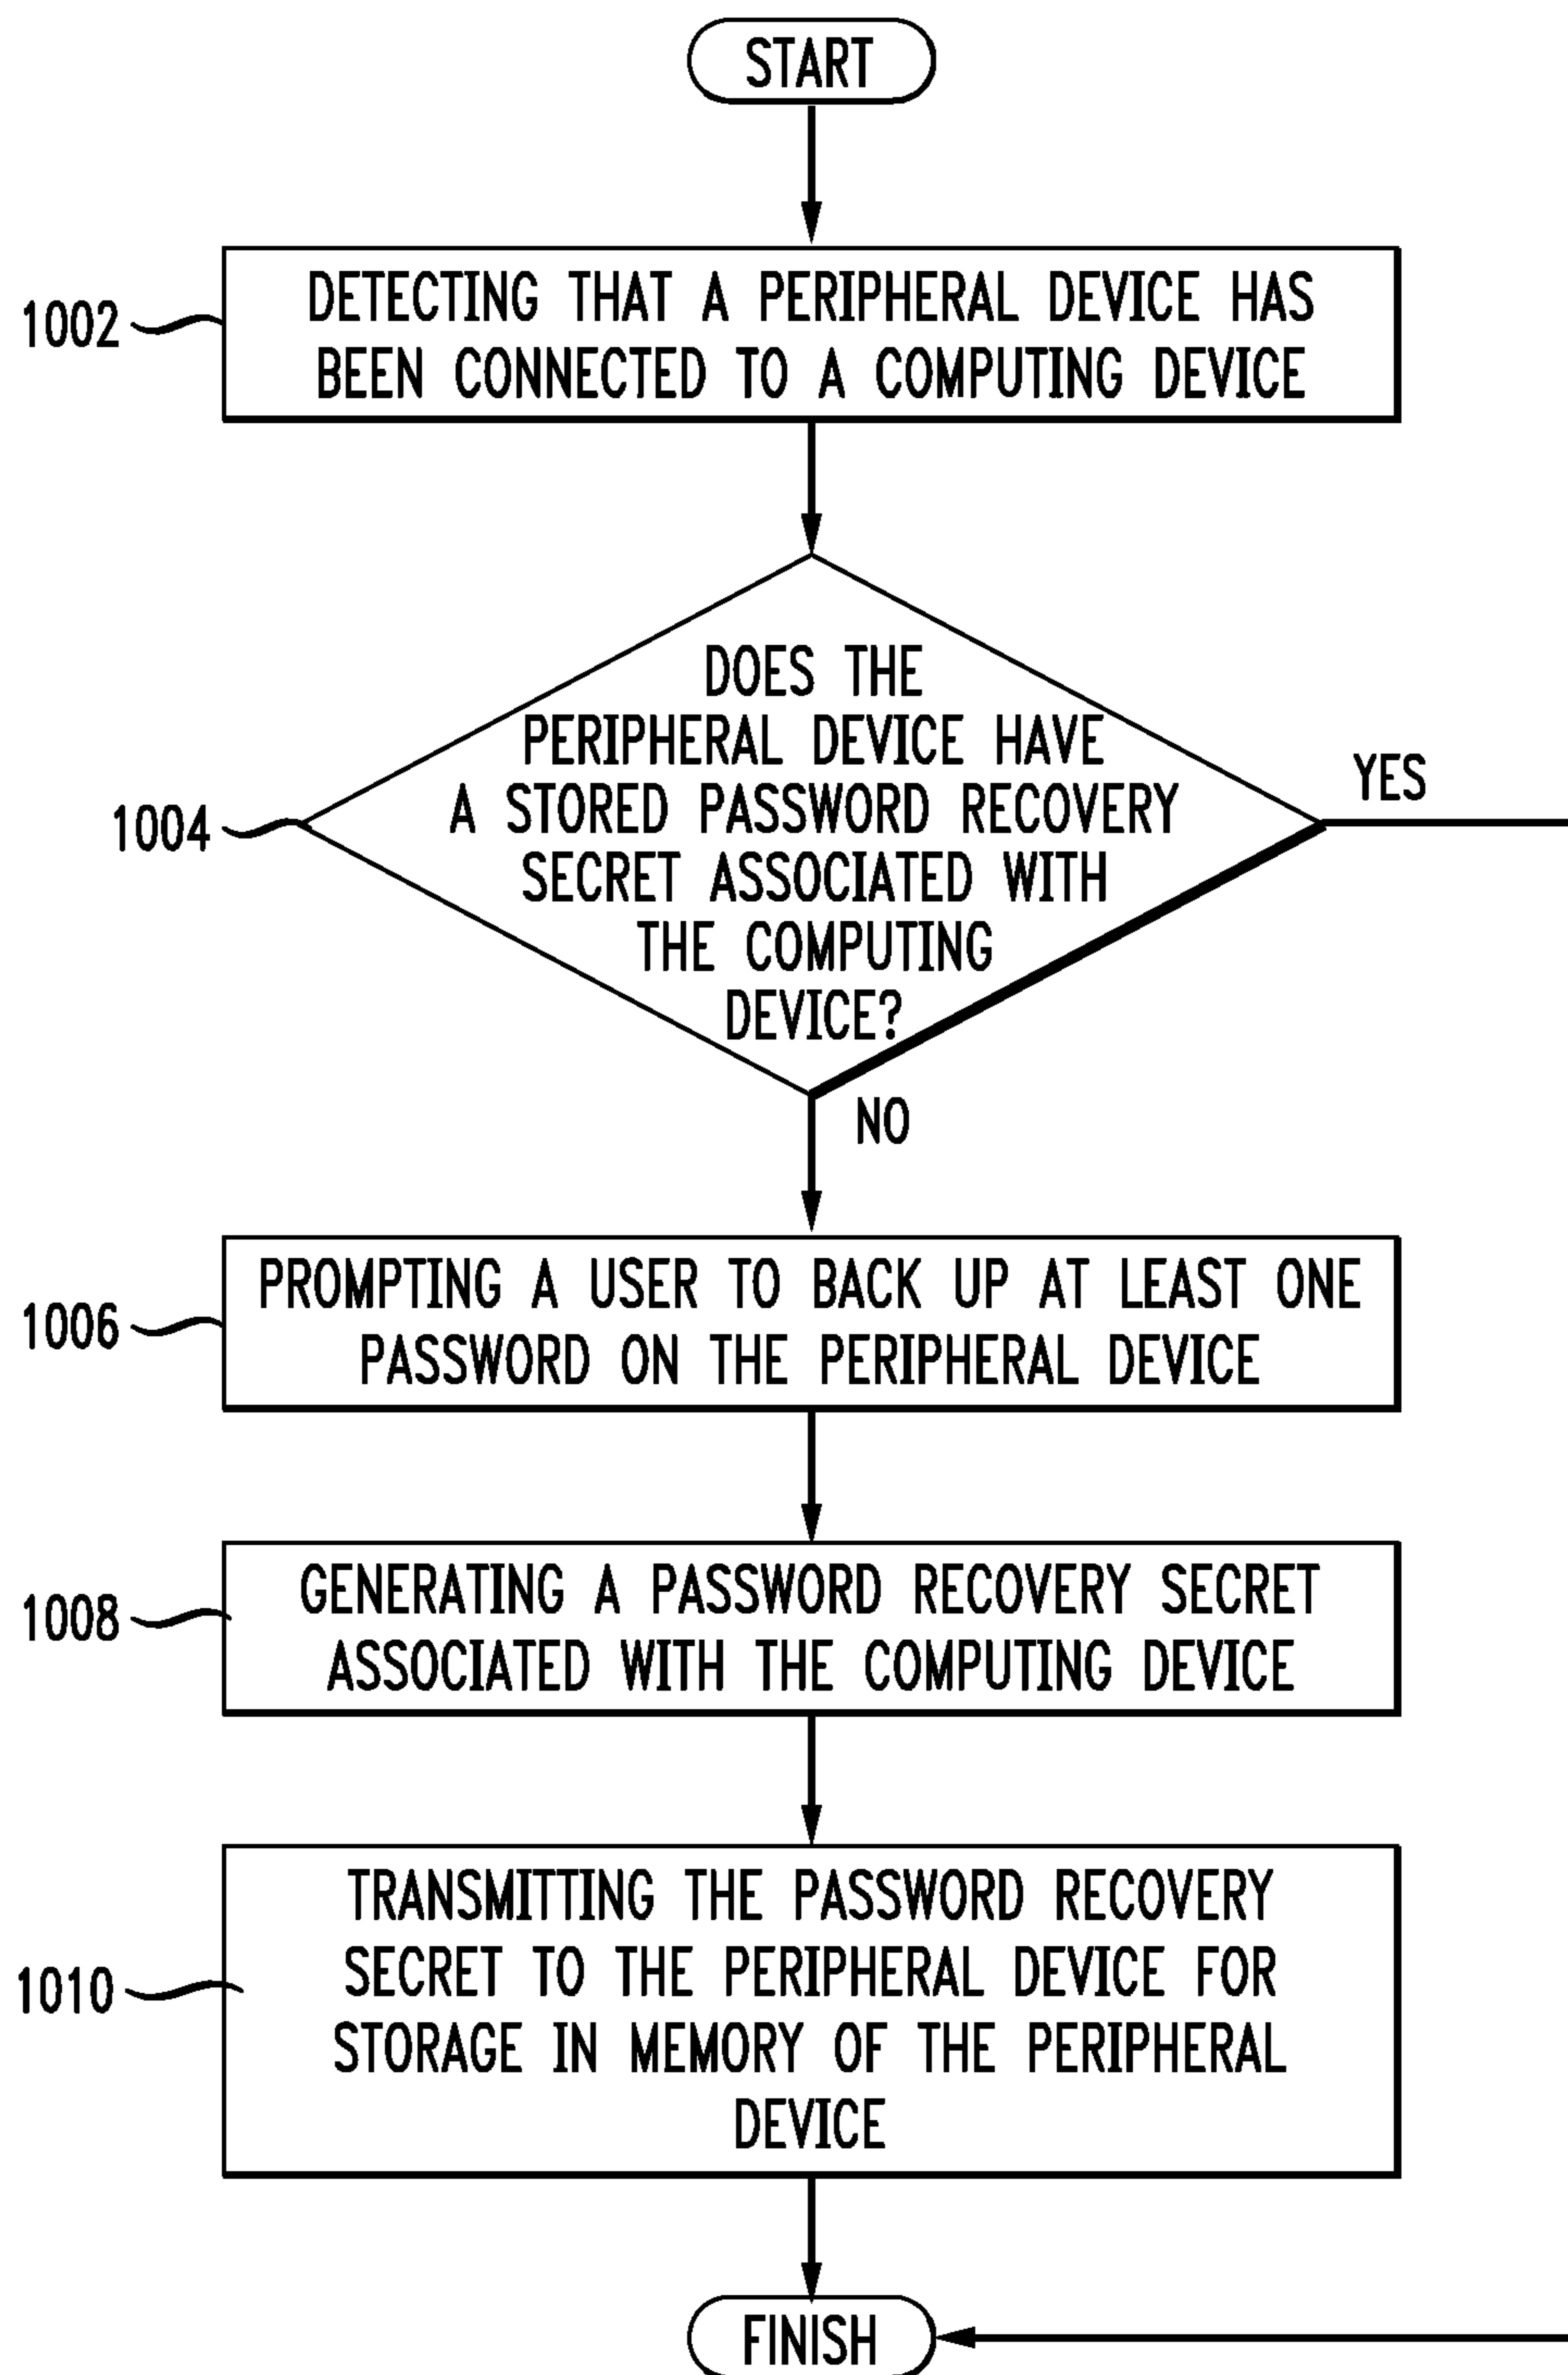 START
1002
DETECTING THAT A PERIPHERAL DEVICE HAS
BEEN CONNECTED TO A COMPUTING DEVICE
1004
DOES THE
PERIPHERAL DEVICE HAVE
A STORED PASSWORD RECOVERY
SECRET ASSOCIATED WITH
THE COMPUTING
DEVICE?
YES
NO
1006
PROMPTING A USER TO BACK UP AT LEAST ONE
PASSWORD ON THE PERIPHERAL DEVICE
1008
GENERATING A PASSWORD RECOVERY SECRET
ASSOCIATED WITH THE COMPUTING DEVICE
1010
TRANSMITTING THE PASSWORD RECOVERY
SECRET TO THE PERIPHERAL DEVICE FOR
STORAGE IN MEMORY OF THE PERIPHERAL
DEVICE
FINISH